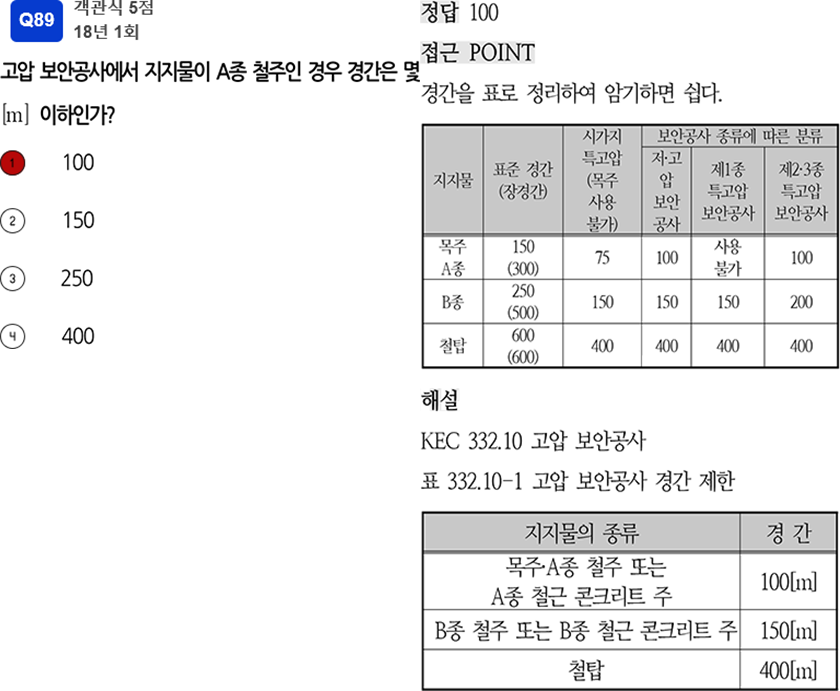 Q89
객관식 5점
18년 1회
고압 보안공사에서 지지물이 A종 철주인 경우 경간은 몇
[m] 이하인가?
1 100
2 150
3 250
4 400
정답 100
접근 POINT
경간을 표로 정리하여 암기하면 쉽다.
지지물
표준 경간
(장경간)
시가지
특고압
(목주
사용
불가)
보안공사 종류에 따른 분류
저·고
압
보안
공사
제1종
특고압
보안공사
제2·3종
특고압
보안공사
목주
A종
150
(300)
75
100
사용
불가
100
B종
250
(500)
150
150
150
200
철탑
600
(600)
400
400
400
400
해설
KEC 332.10 고압 보안공사
표 332.10-1 고압 보안공사 경간 제한
지지물의 종류
경 간
목주·A종 철주 또는
A종 철근 콘크리트 주
100[m]
B종 철주 또는 B종 철근 콘크리트 주
150[m]
철탑
400[m]